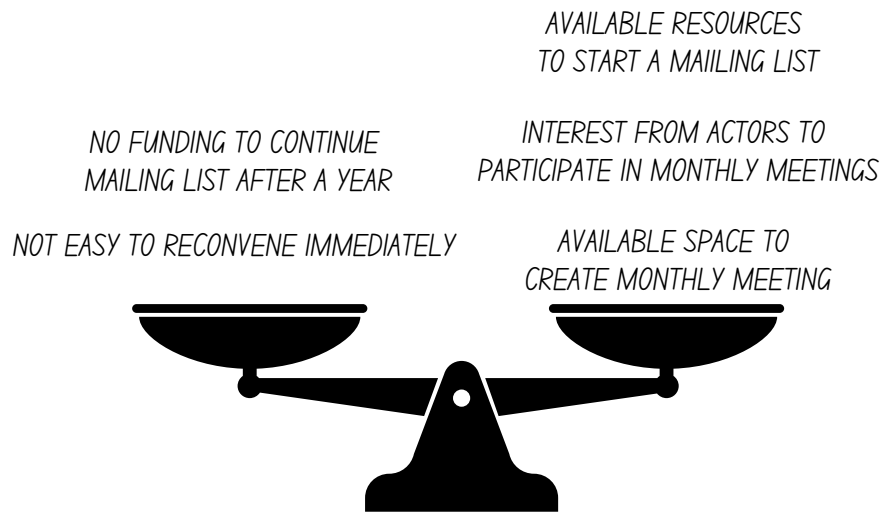 NO FUNDING TO CONTINUE
MAILING LIST AFTER A YEAR
NOT EASY TO RECONVENE IMMEDIATELY
AVAILABLE RESOURCES
TO START A MAIILING LIST
INTEREST FROM ACTORS TO
PARTICIPATE IN MONTHLY MEETINGS
AVAILABLE SPACE TO
CREATE MONTHLY MEETING